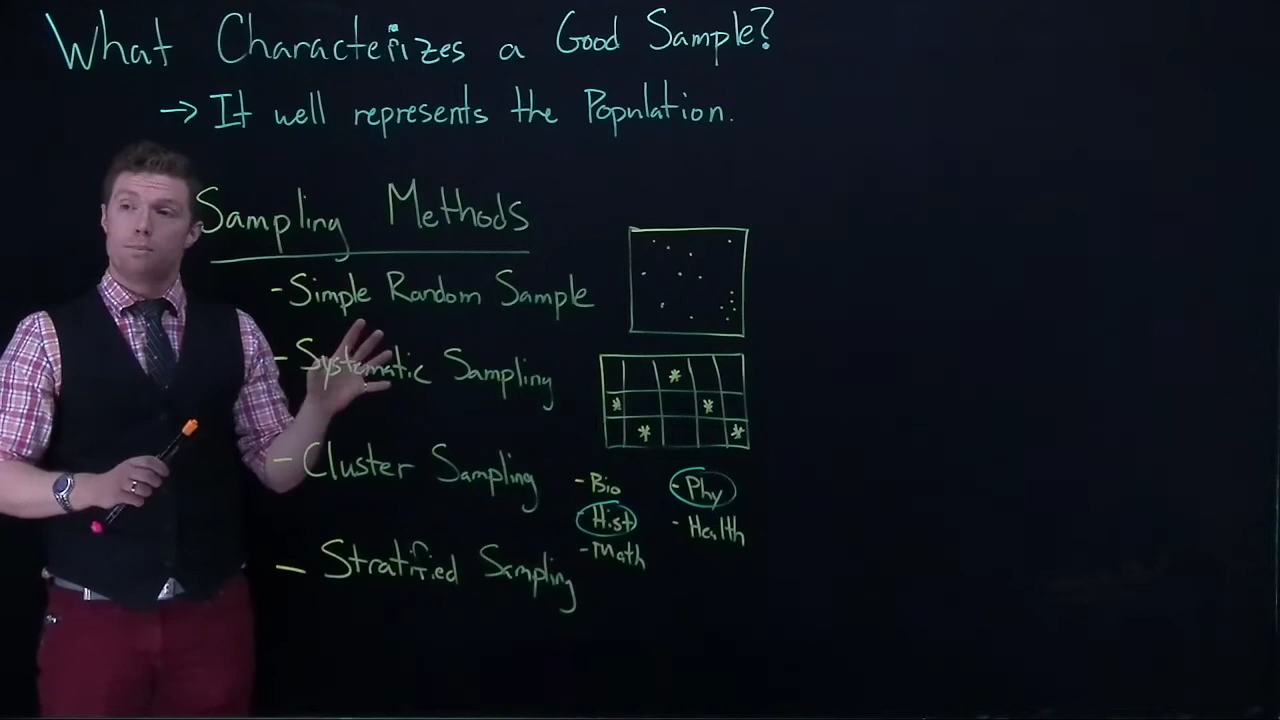 What Characterizes a Good Sample?
→ It well represents the Population.
Sampling Methods
- Simple Random Sample
- Systematic Sampling
- Cluster Sampling
- Bio
- Hist
- Math
- Phy
- Health
- Stratified Sampling